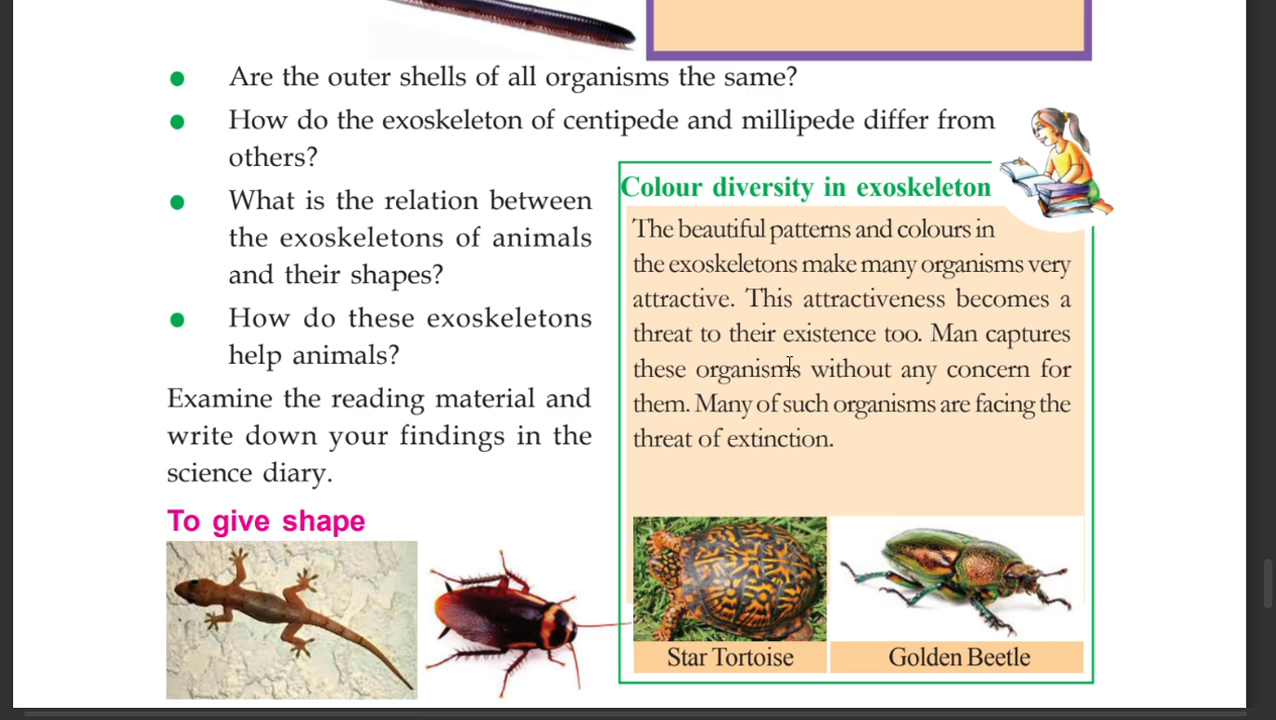 Are the outer shells of all organisms the same?
How do the exoskeleton of centipede and millipede differ from
others?
What is the relation between
the exoskeletons of animals
and their shapes?
How do these exoskeletons
help animals?
Examine the reading material and
write down your findings in the
science diary.
To give shape
Colour diversity in exoskeleton
The beautiful patterns and colours in
the exoskeletons make many organisms very
attractive. This attractiveness becomes a
threat to their existence too. Man captures
these organisms without any concern for
them. Many of such organisms are facing the
threat of extinction.
Star Tortoise
Golden Beetle